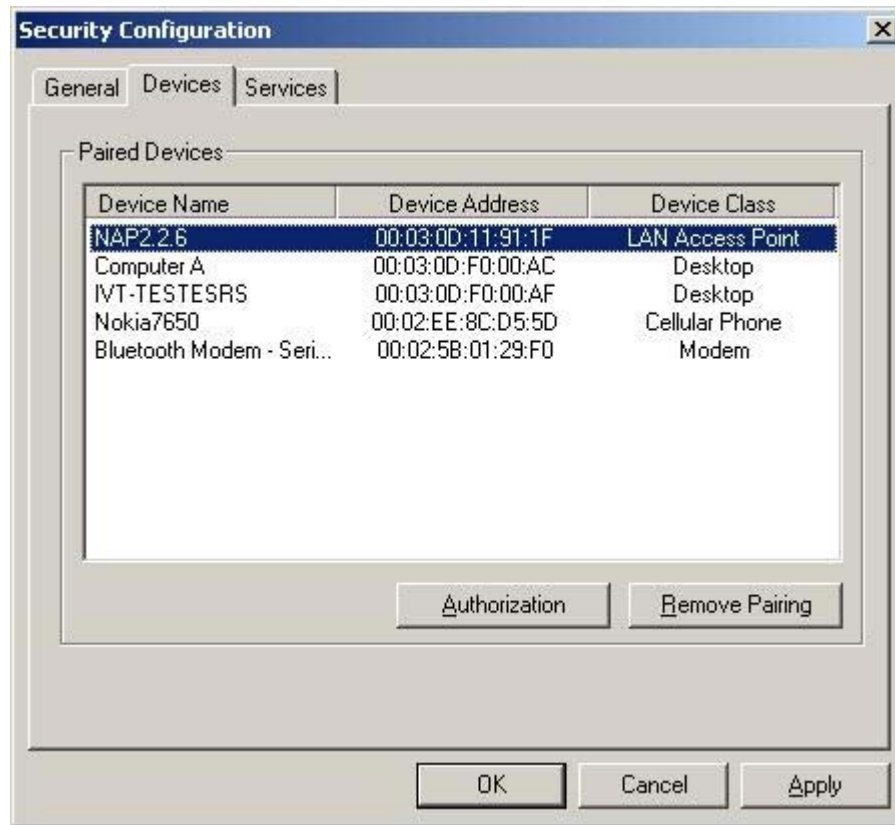 Security Configuration
General Devices Services
Paired Devices
Device Name Device Address Device Class
NAP2.2.6 00:03:0D:11:91:1F LAN Access Point
Computer A 00:03:0D:F0:00:AC Desktop
IVT-TESTESRS 00:03:0D:F0:00:AF Desktop
Nokia7650 00:02:EE:8C:D5:5D Cellular Phone
Bluetooth Modem - Seri... 00:02:5B:01:29:F0 Modem
Authorization Remove Pairing
OK Cancel Apply